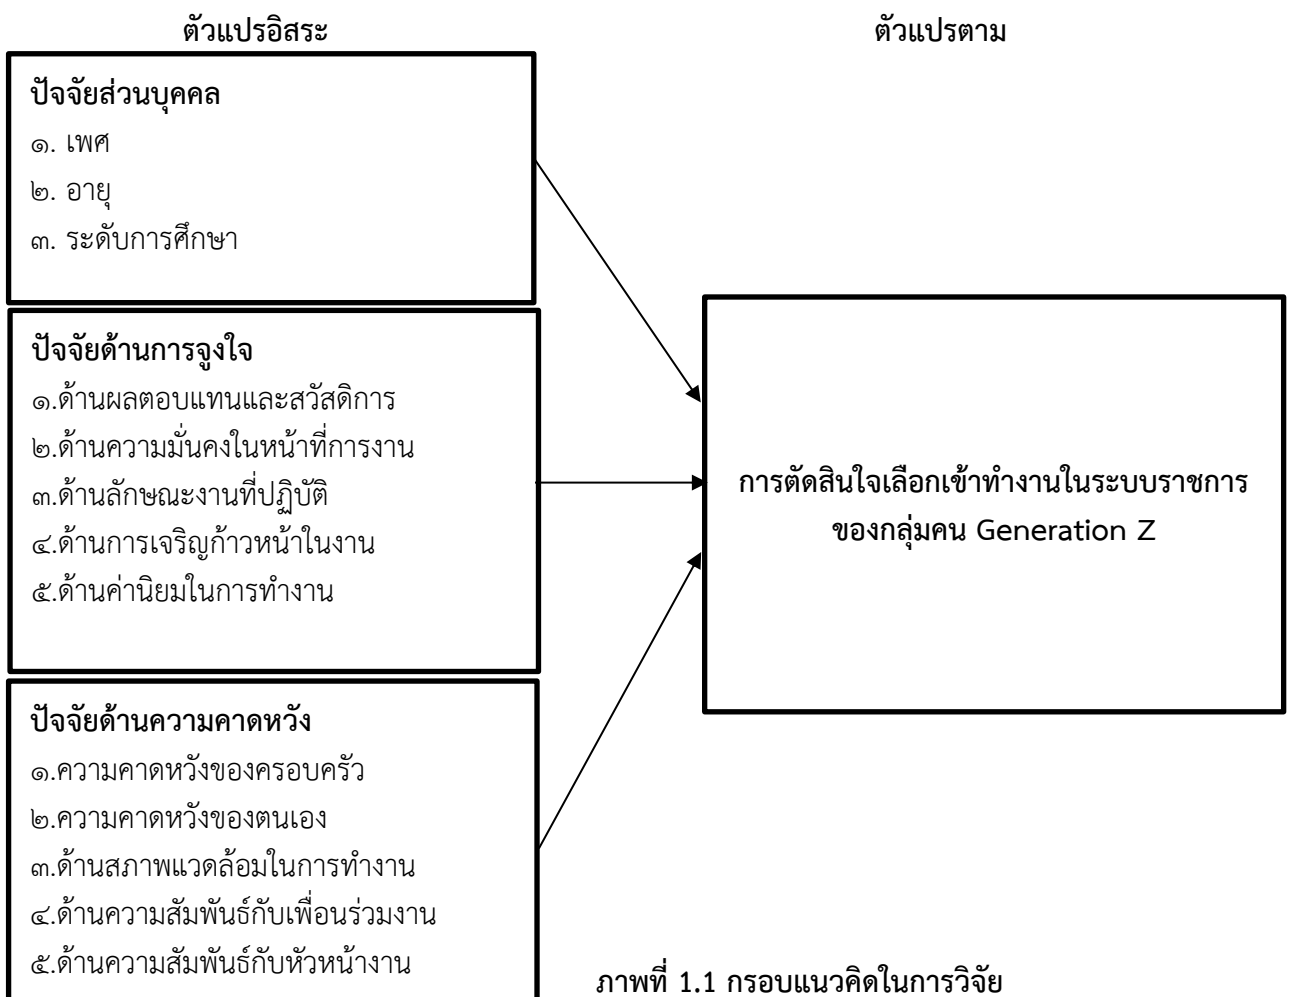 ตัวแปรอิสระ
ตัวแปรตาม
ปัจจัยส่วนบุคคล
๑. เพศ
๒. อายุ
๓. ระดับการศึกษา
ปัจจัยด้านการจูงใจ
๑.ด้านผลตอบแทนและสวัสดิการ
๒.ด้านความมั่นคงในหน้าที่การงาน
๓.ด้านลักษณะงานที่ปฏิบัติ
๔.ด้านการเจริญก้าวหน้าในงาน
๕.ด้านค่านิยมในการทำงาน
ปัจจัยด้านความคาดหวัง
๑.ความคาดหวังของครอบครัว
๒.ความคาดหวังของตนเอง
๓.ด้านสภาพแวดล้อมในการทำงาน
๔.ด้านความสัมพันธ์กับเพื่อนร่วมงาน
๕.ด้านความสัมพันธ์กับหัวหน้างาน
การตัดสินใจเลือกเข้าทำงานในระบบราชการ
ของกลุ่มคน Generation Z
ภาพที่ 1.1 กรอบแนวคิดในการวิจัย